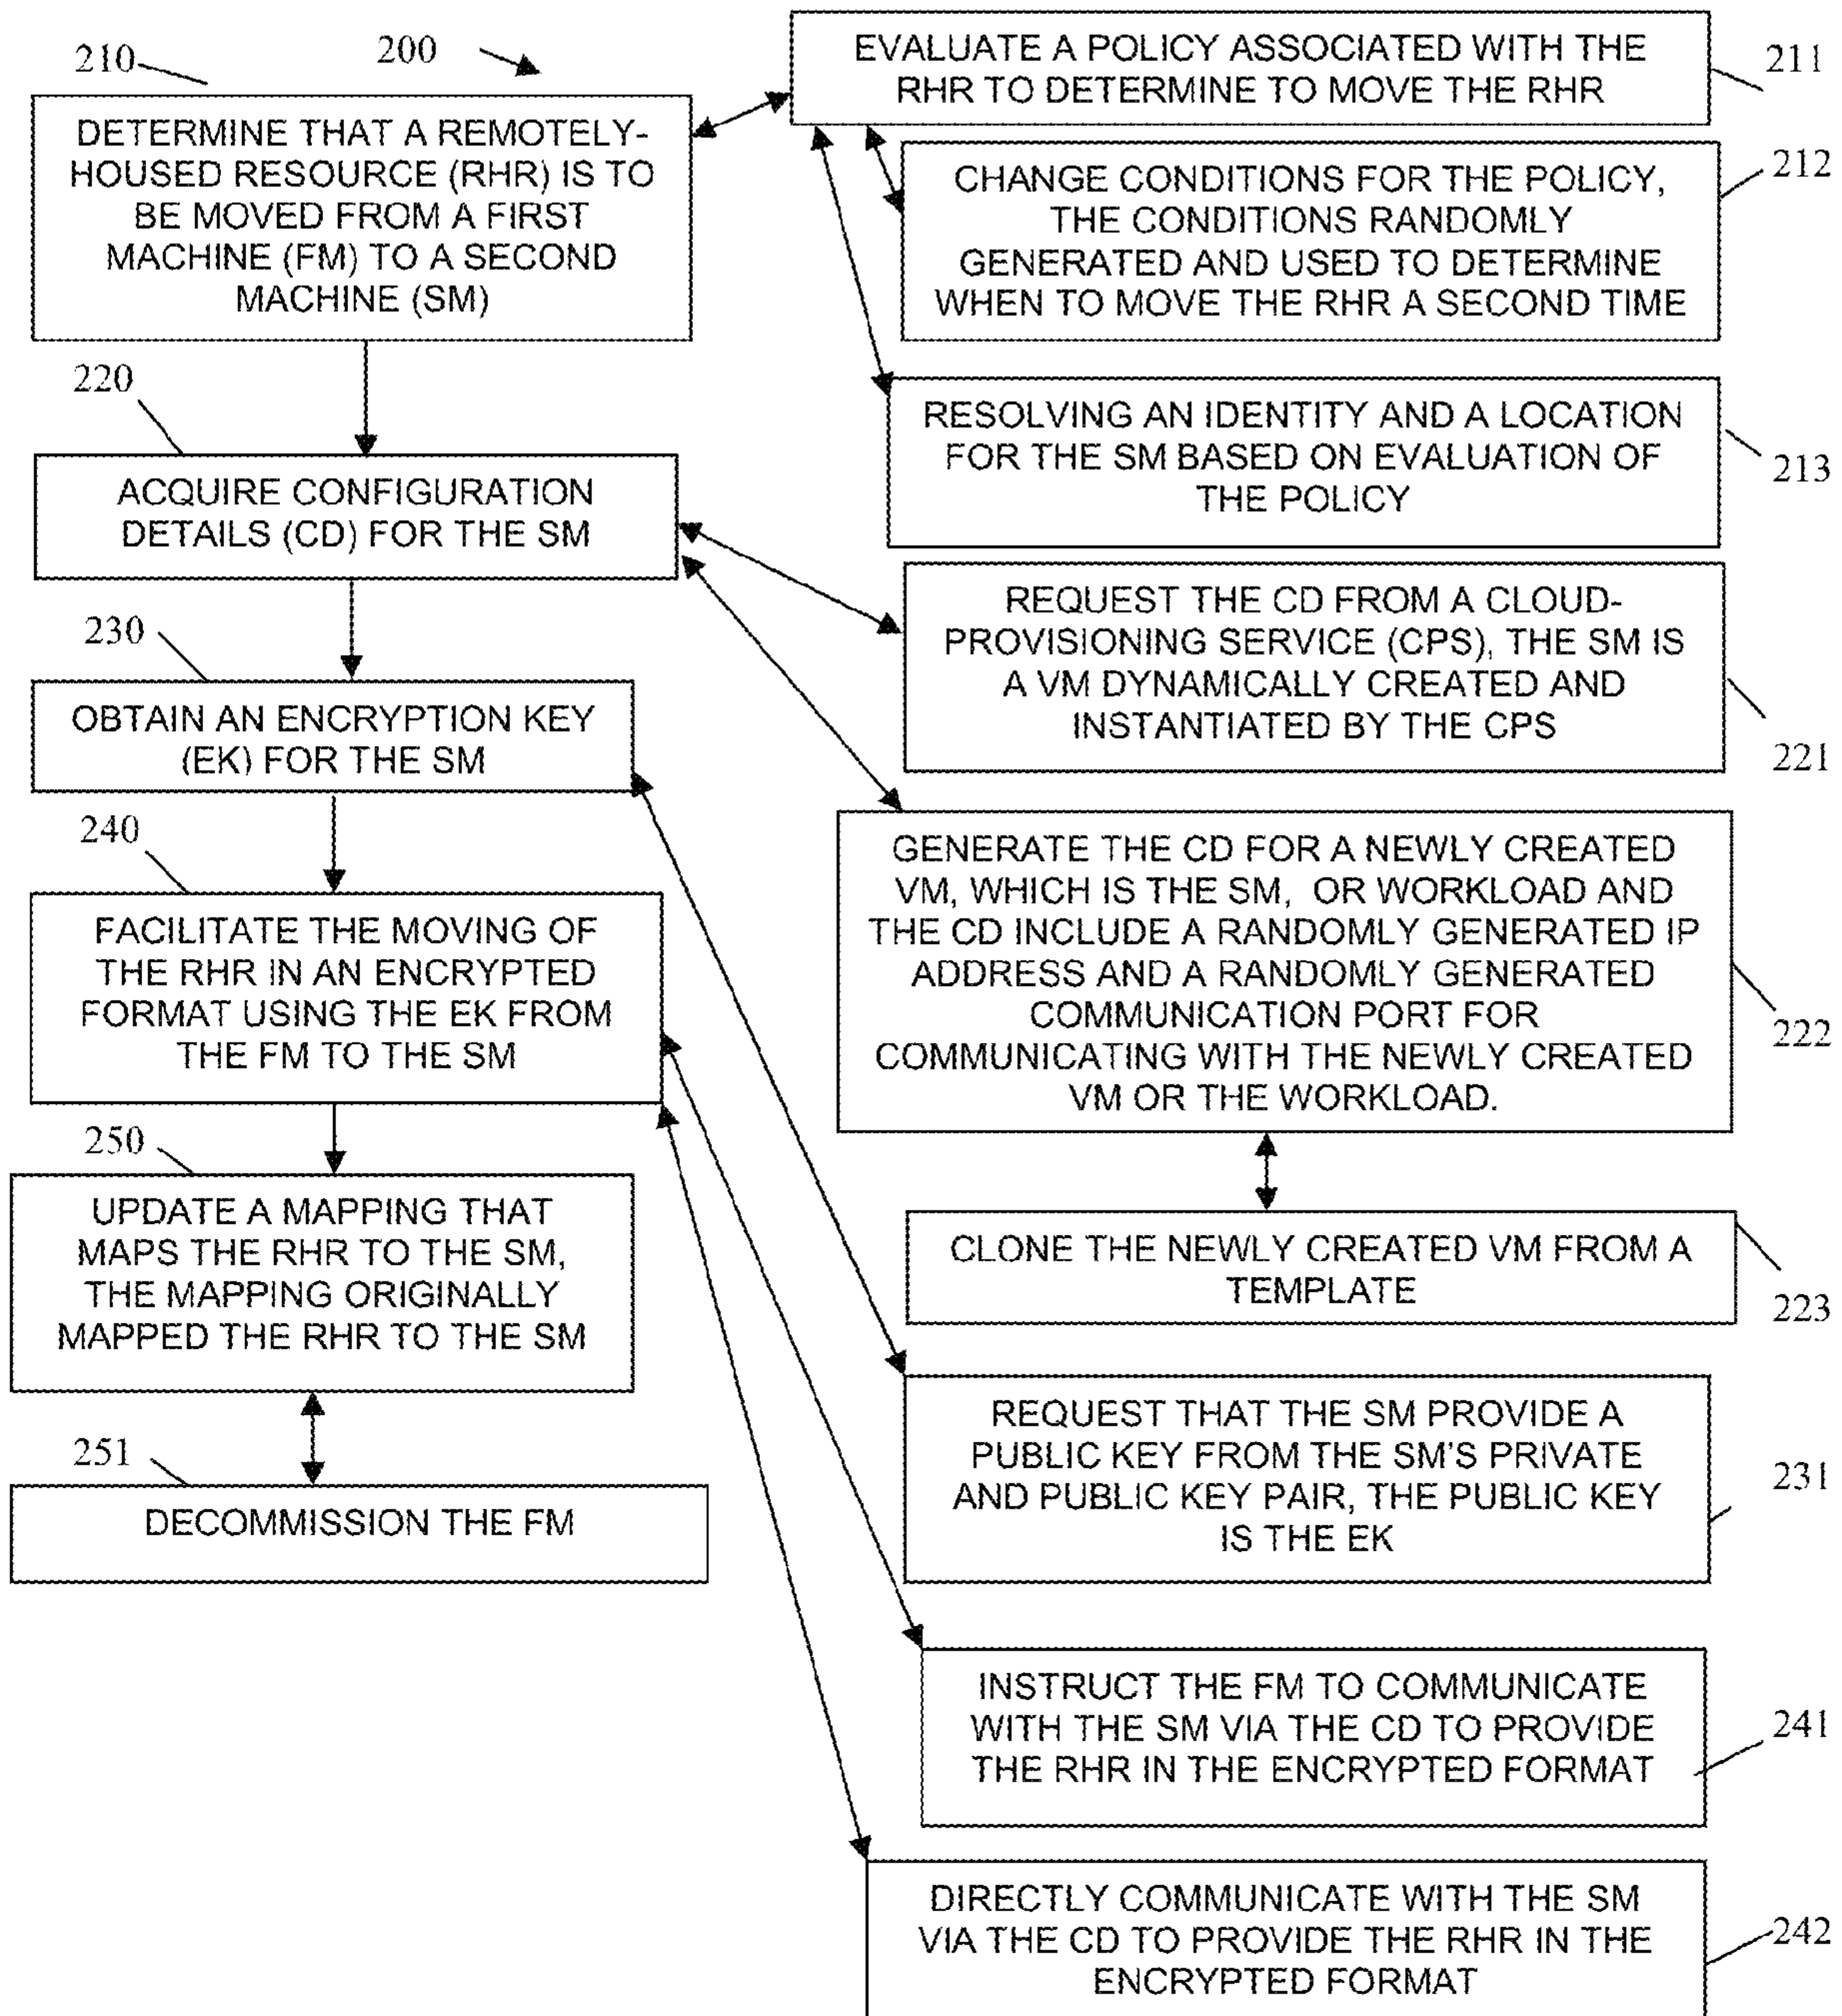 200
210
DETERMINE THAT A REMOTELY-
HOUSED RESOURCE (RHR) IS TO
BE MOVED FROM A FIRST
MACHINE (FM) TO A SECOND
MACHINE (SM)
211
EVALUATE A POLICY ASSOCIATED WITH THE
RHR TO DETERMINE TO MOVE THE RHR
212
CHANGE CONDITIONS FOR THE POLICY,
THE CONDITIONS RANDOMLY
GENERATED AND USED TO DETERMINE
WHEN TO MOVE THE RHR A SECOND TIME
213
RESOLVING AN IDENTITY AND A LOCATION
FOR THE SM BASED ON EVALUATION OF
THE POLICY
220
ACQUIRE CONFIGURATION
DETAILS (CD) FOR THE SM
221
REQUEST THE CD FROM A CLOUD-
PROVISIONING SERVICE (CPS), THE SM IS
A VM DYNAMICALLY CREATED AND
INSTANTIATED BY THE CPS
222
GENERATE THE CD FOR A NEWLY CREATED
VM, WHICH IS THE SM, OR WORKLOAD AND
THE CD INCLUDE A RANDOMLY GENERATED IP
ADDRESS AND A RANDOMLY GENERATED
COMMUNICATION PORT FOR
COMMUNICATING WITH THE NEWLY CREATED
VM OR THE WORKLOAD.
223
CLONE THE NEWLY CREATED VM FROM A
TEMPLATE
230
OBTAIN AN ENCRYPTION KEY
(EK) FOR THE SM
231
REQUEST THAT THE SM PROVIDE A
PUBLIC KEY FROM THE SM'S PRIVATE
AND PUBLIC KEY PAIR, THE PUBLIC KEY
IS THE EK
240
FACILITATE THE MOVING OF
THE RHR IN AN ENCRYPTED
FORMAT USING THE EK FROM
THE FM TO THE SM
241
INSTRUCT THE FM TO COMMUNICATE
WITH THE SM VIA THE CD TO PROVIDE
THE RHR IN THE ENCRYPTED FORMAT
242
DIRECTLY COMMUNICATE WITH THE SM
VIA THE CD TO PROVIDE THE RHR IN THE
ENCRYPTED FORMAT
250
UPDATE A MAPPING THAT
MAPS THE RHR TO THE SM,
THE MAPPING ORIGINALLY
MAPPED THE RHR TO THE SM
251
DECOMMISSION THE FM